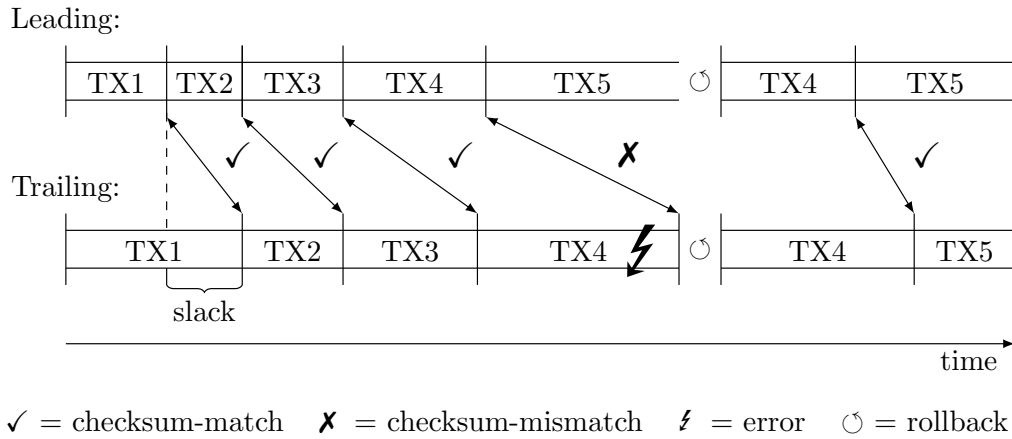 Leading:
TX1 TX2 TX3 TX4 TX5 ↺ TX4 TX5
✓ ✓ ✓ ✗ ✓
Trailing:
TX1 TX2 TX3 TX4 ↺ TX4 TX5
slack
time
✓ = checksum-match ✗ = checksum-mismatch ↯ = error ↺ = rollback